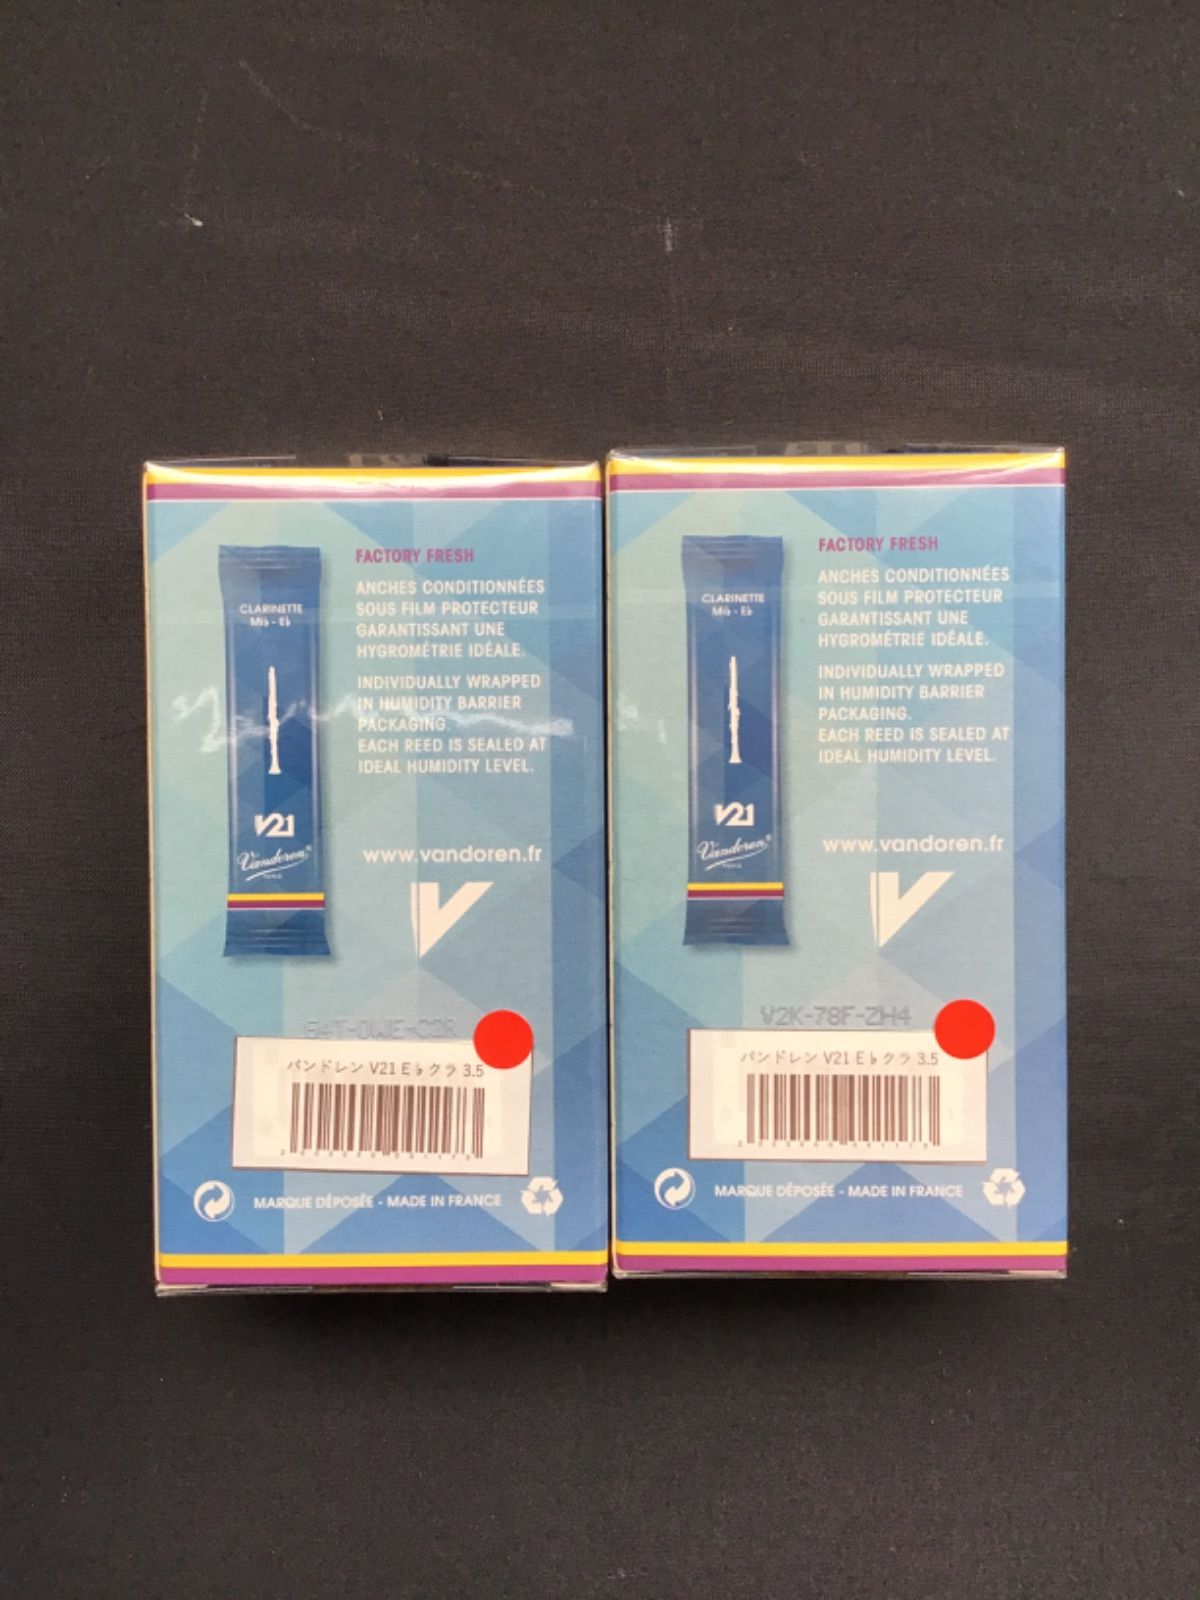 CLARINETTE
Mi♭ - E♭
V21
Vandoren®
PARIS
FACTORY FRESH
ANCHES CONDITIONNÉES
SOUS FILM PROTECTEUR
GARANTISSANT UNE
HYGROMÉTRIE IDÉALE.
INDIVIDUALLY WRAPPED
IN HUMIDITY BARRIER
PACKAGING.
EACH REED IS SEALED AT
IDEAL HUMIDITY LEVEL.
www.vandoren.fr
バンドレン V21 E♭クラ 3.5
MARQUE DÉPOSÉE - MADE IN FRANCE
CLARINETTE
Mi♭ - E♭
V21
Vandoren®
PARIS
FACTORY FRESH
ANCHES CONDITIONNÉES
SOUS FILM PROTECTEUR
GARANTISSANT UNE
HYGROMÉTRIE IDÉALE.
INDIVIDUALLY WRAPPED
IN HUMIDITY BARRIER
PACKAGING.
EACH REED IS SEALED AT
IDEAL HUMIDITY LEVEL.
www.vandoren.fr
V2K-78F-ZH4
バンドレン V21 E♭クラ 3.5
MARQUE DÉPOSÉE - MADE IN FRANCE